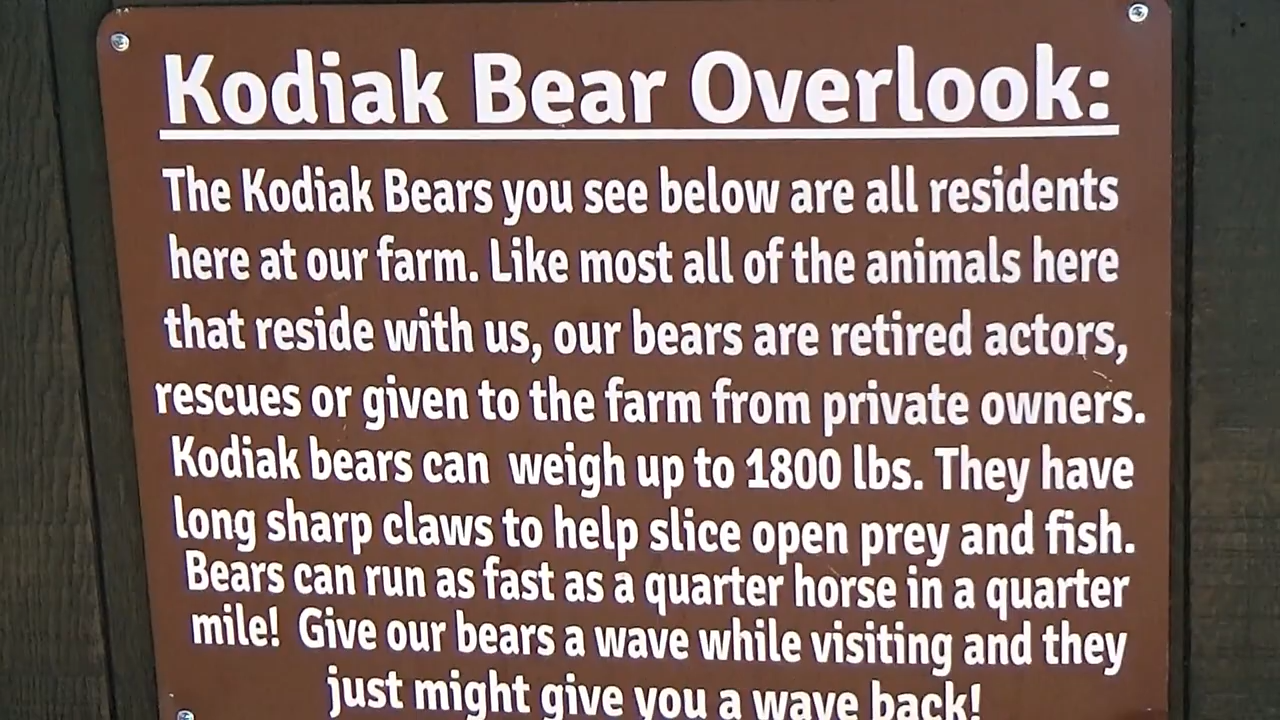 Kodiak Bear Overlook:
The Kodiak Bears you see below are all residents
here at our farm. Like most all of the animals here
that reside with us, our bears are retired actors,
rescues or given to the farm from private owners.
Kodiak bears can weigh up to 1800 lbs. They have
long sharp claws to help slice open prey and fish.
Bears can run as fast as a quarter horse in a quarter
mile! Give our bears a wave while visiting and they
just might give you a wave back!